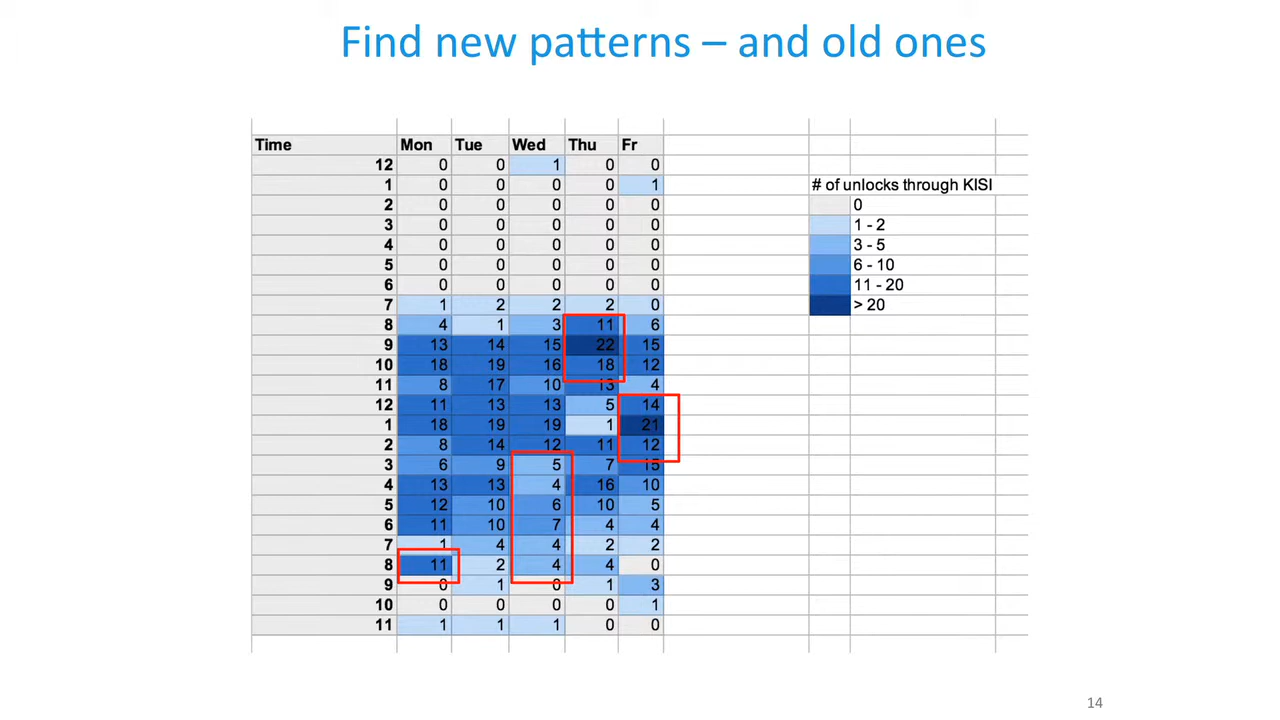 Find new patterns – and old ones
Time Mon Tue Wed Thu Fr
12 0 0 1 0 0
1 0 0 0 0 1 # of unlocks through KISI
2 0 0 0 0 0 0
3 0 0 0 0 0 1 - 2
4 0 0 0 0 0 3 - 5
5 0 0 0 0 0 6 - 10
6 0 0 0 0 0 11 - 20
7 1 2 2 2 0 > 20
8 4 1 3 11 6
9 13 14 15 22 15
10 18 19 16 18 12
11 8 17 10 13 4
12 11 13 13 5 14
1 18 19 19 1 21
2 8 14 12 11 12
3 6 9 5 7 15
4 13 13 4 16 10
5 12 10 6 10 5
6 11 10 7 4 4
7 1 4 4 2 2
8 11 2 4 4 0
9 0 1 0 1 3
10 0 0 0 0 1
11 1 1 1 0 0
14